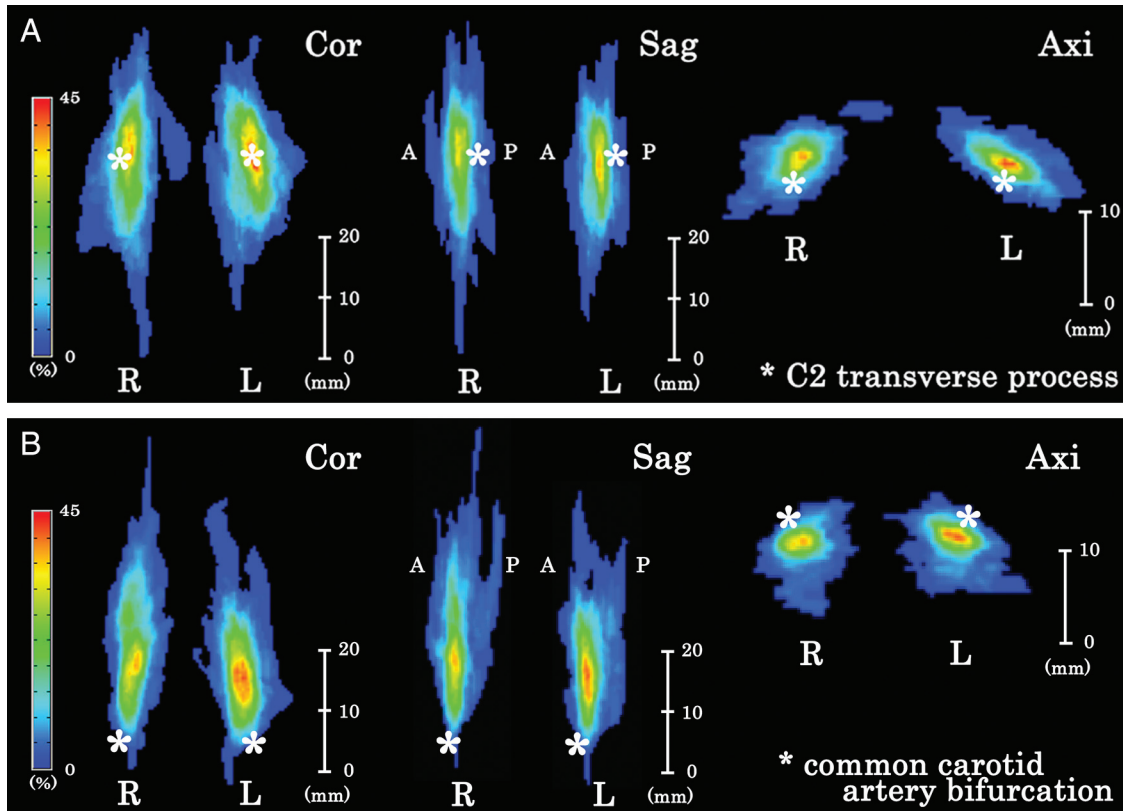 A
Cor
Sag
Axi
45
A * P
A * P
*
*
*
*
R
L
10
0
(mm)
20
10
0
(mm)
20
10
0
(mm)
0
(%)
R
L
R
L
* C2 transverse process
B
Cor
Sag
Axi
45
*
*
A
P
A
P
10
0
(mm)
R
L
20
10
0
(mm)
20
10
0
(mm)
*
*
*
*
0
(%)
R
L
R
L
* common carotid
artery bifurcation